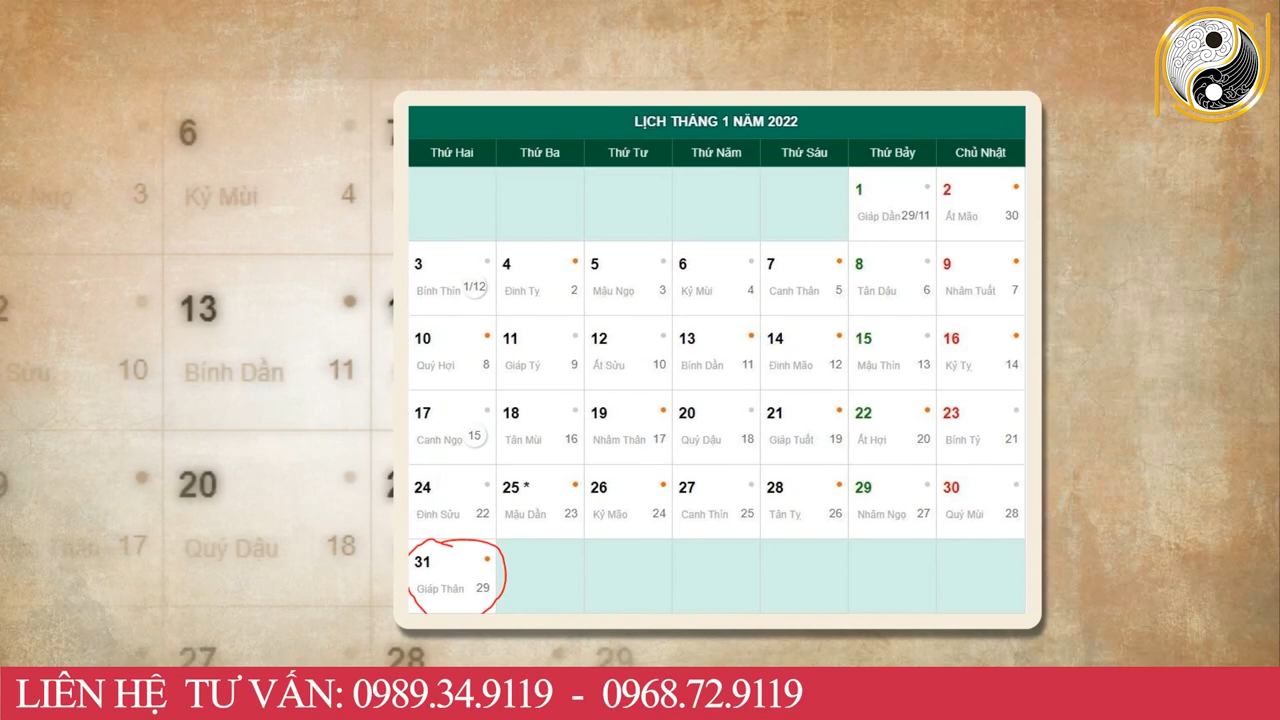 LỊCH THÁNG 1 NĂM 2022
Thứ Hai Thứ Ba Thứ Tư Thứ Năm Thứ Sáu Thứ Bảy Chủ Nhật
1 2
Giáp Dần 29/11 Ất Mão 30
3 4 5 6 7 8 9
Bính Thìn 1/12 Đinh Tỵ 2 Mậu Ngọ 3 Kỷ Mùi 4 Canh Thân 5 Tân Dậu 6 Nhâm Tuất 7
10 11 12 13 14 15 16
Quý Hợi 8 Giáp Tý 9 Ất Sửu 10 Bính Dần 11 Đinh Mão 12 Mậu Thìn 13 Kỷ Tỵ 14
17 18 19 20 21 22 23
Canh Ngọ 15 Tân Mùi 16 Nhâm Thân 17 Quý Dậu 18 Giáp Tuất 19 Ất Hợi 20 Bính Tý 21
24 25 * 26 27 28 29 30
Đinh Sửu 22 Mậu Dần 23 Kỷ Mão 24 Canh Thìn 25 Tân Tỵ 26 Nhâm Ngọ 27 Quý Mùi 28
31
Giáp Thân 29
6
3 Kỷ Mùi 4
13
Sửu 10 Bính Dần 11
20
17 Quý Dậu 18
27 28 29
LIÊN HỆ TƯ VẤN: 0989.34.9119 - 0968.72.9119